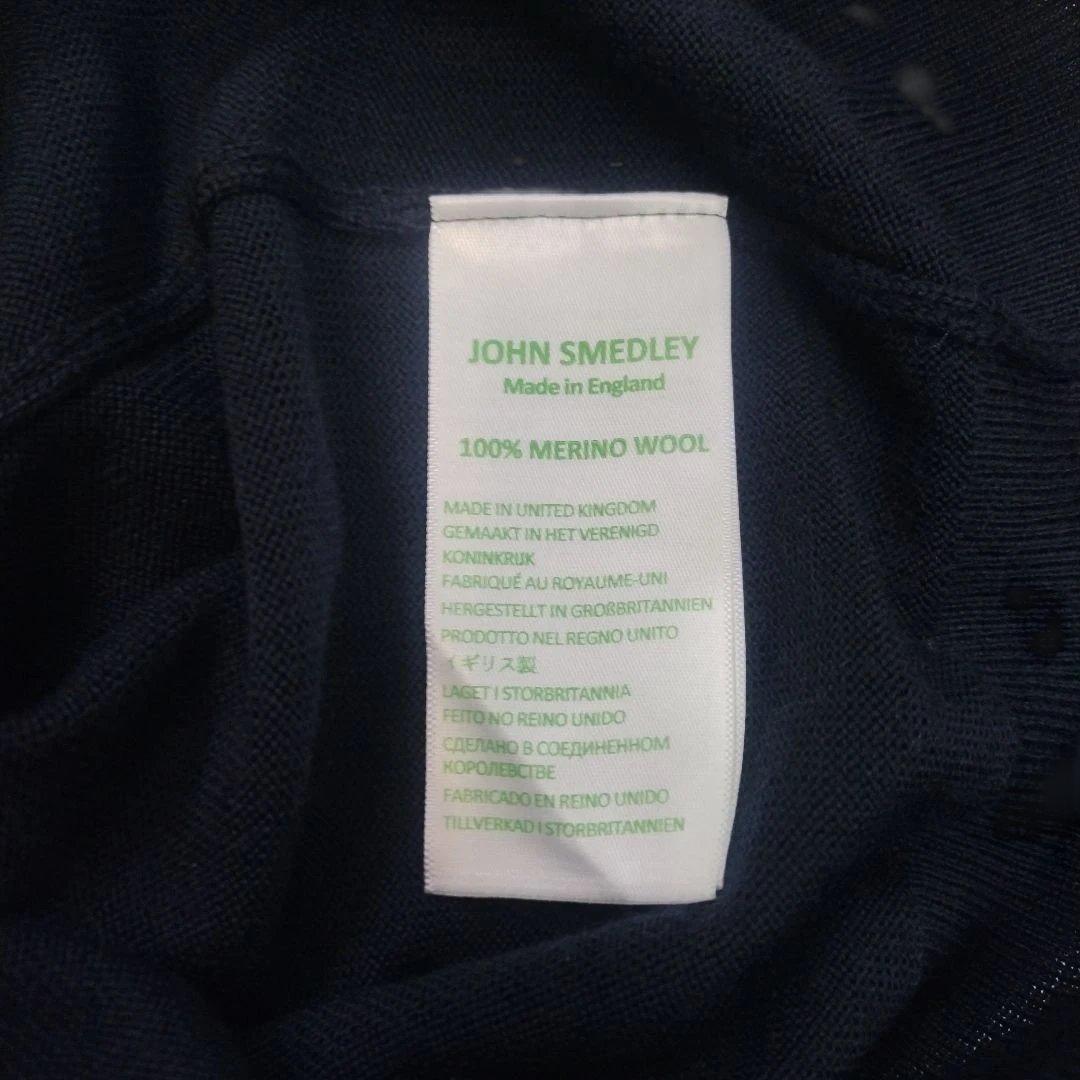 JOHN SMEDLEY
Made in England
100% MERINO WOOL
MADE IN UNITED KINGDOM
GEMAAKT IN HET VERENIGD
KONINKRIJK
FABRIQUÉ AU ROYAUME-UNI
HERGESTELLT IN GROßBRITANNIEN
PRODOTTO NEL REGNO UNITO
イギリス製
LAGET I STORBRITANNIA
FEITO NO REINO UNIDO
СДЕЛАНО В СОЕДИНЕННОМ
КОРОЛЕВСТВЕ
FABRICADO EN REINO UNIDO
TILLVERKAD I STORBRITANNIEN